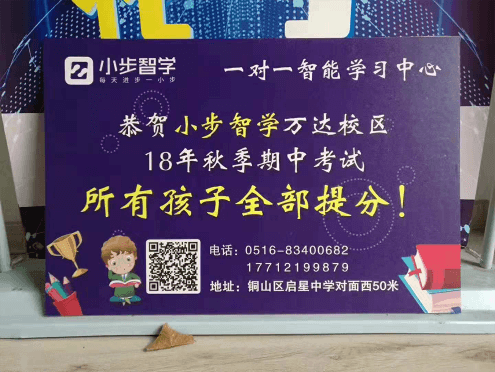 小步智学
每天进步一小步
一对一智能学习中心
恭贺小步智学万达校区
18年秋季期中考试
所有孩子全部提分!
电话:0516-83400682
17712199879
地址:铜山区启星中学对面西50米